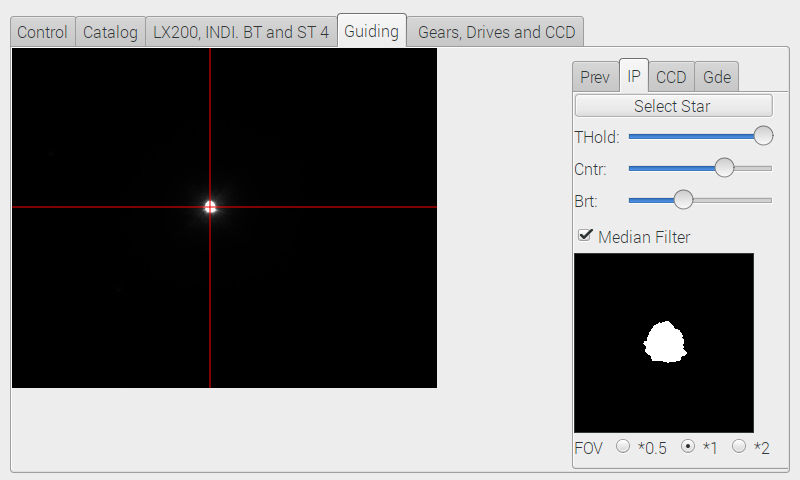 Control Catalog LX200, INDI. BT and ST 4 Guiding Gears, Drives and CCD
Prev IP CCD Gde
Select Star
THold:
Cntr:
Brt:
Median Filter
FOV *0.5 *1 *2